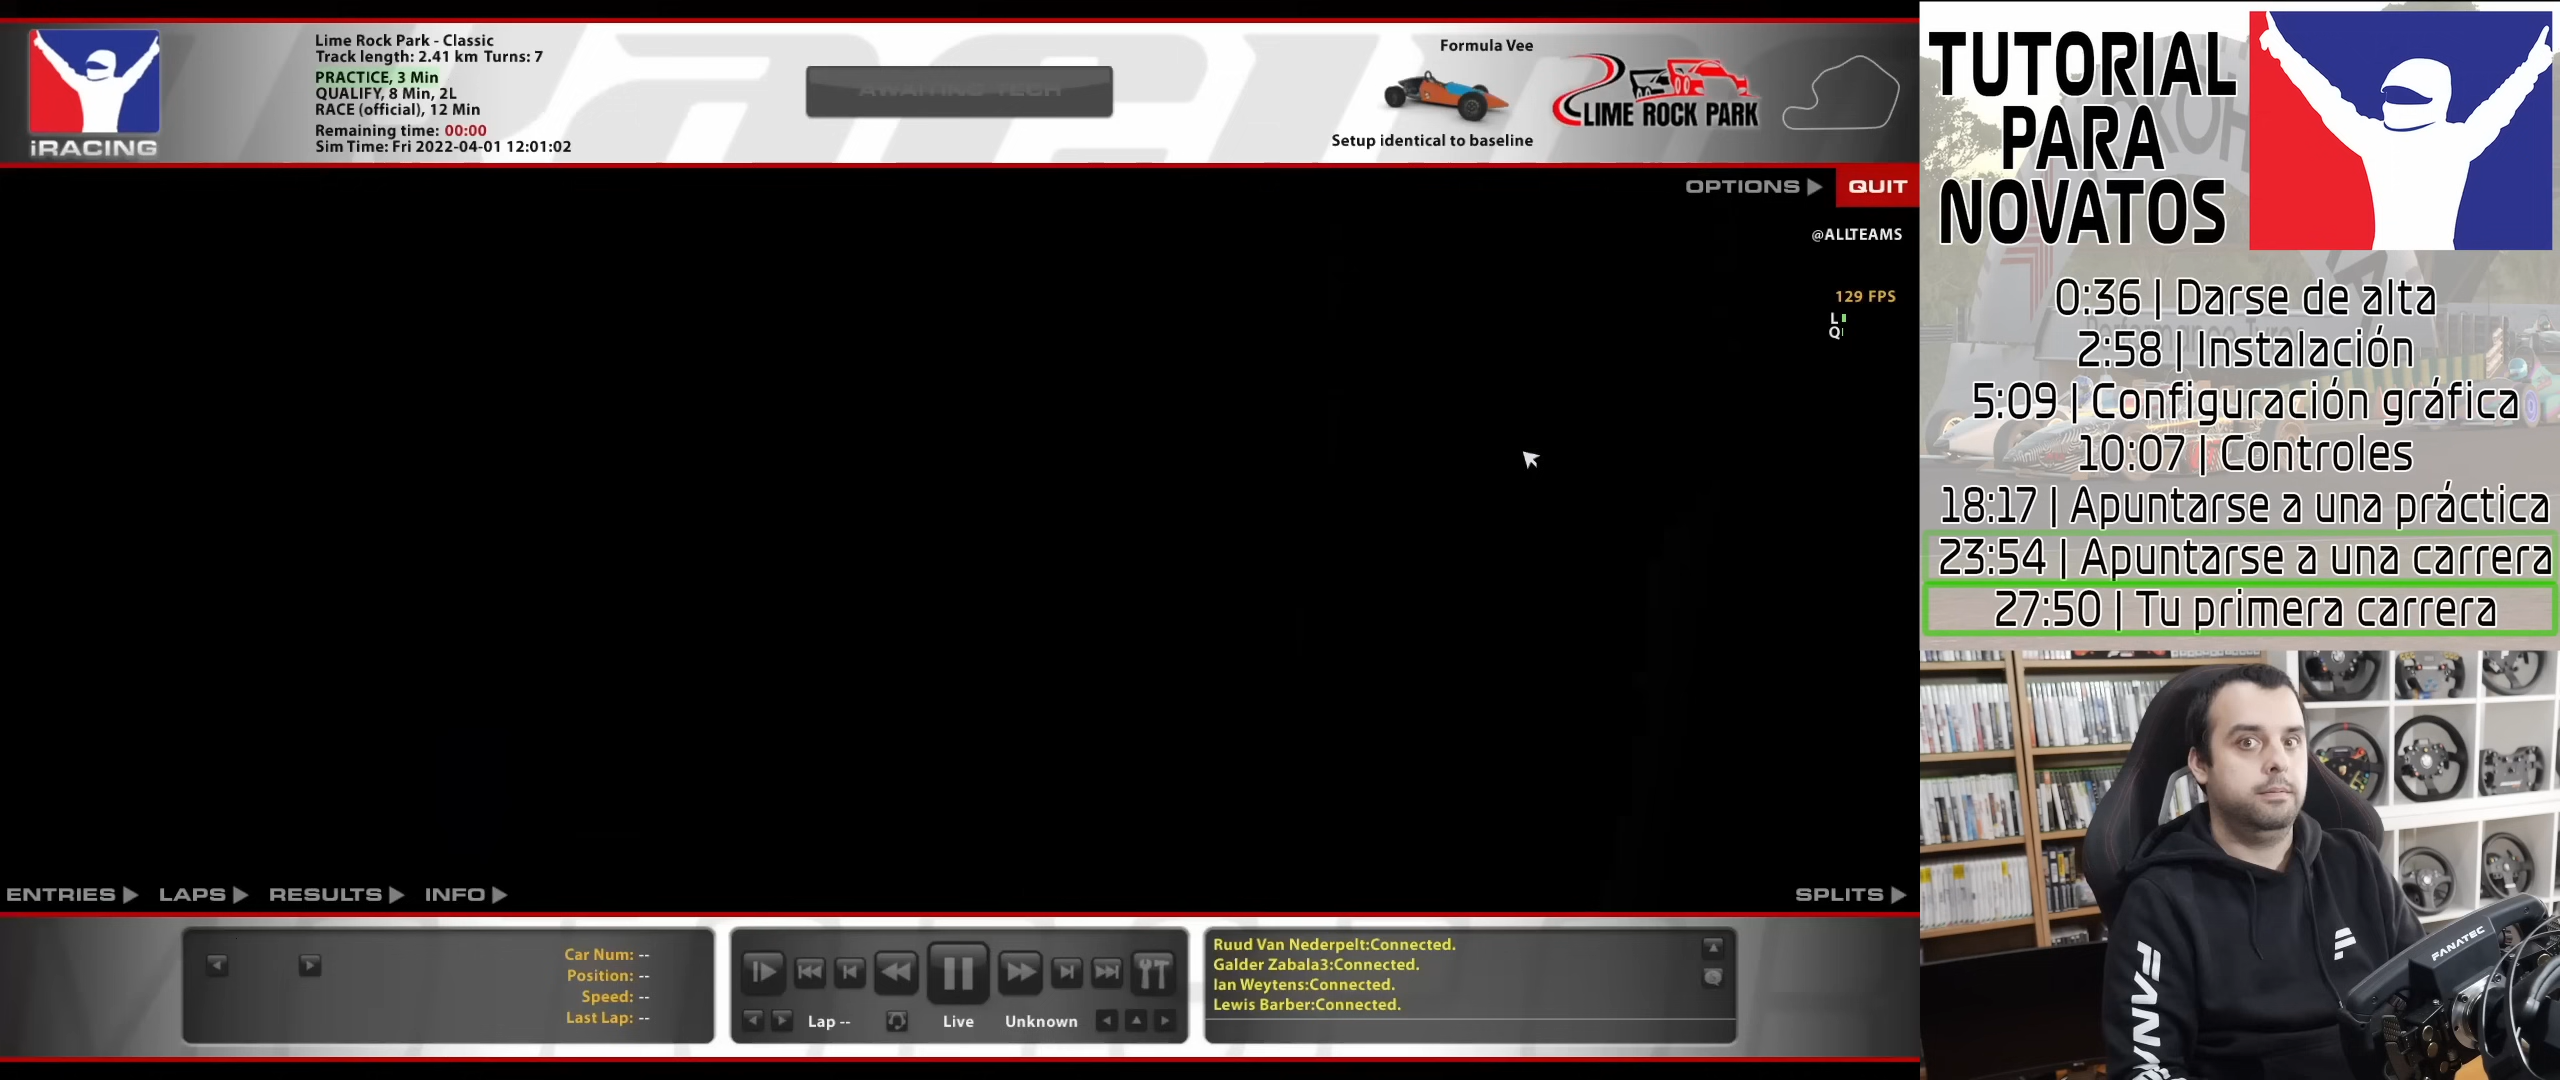 iRACING
Lime Rock Park - Classic
Track length: 2.41 km Turns: 7
PRACTICE, 3 Min
QUALIFY, 8 Min, 2L
RACE (official), 12 Min
Remaining time: 00:00
Sim Time: Fri 2022-04-01 12:01:02
AWAITING TECH
Formula Vee
Setup identical to baseline
LIME ROCK PARK
OPTIONS
QUIT
@ALLTEAMS
129 FPS
L
Q
ENTRIES
LAPS
RESULTS
INFO
SPLITS
Car Num: --
Position: --
Speed: --
Last Lap: --
Lap --
Live
Unknown
Ruud Van Nederpelt:Connected.
Galder Zabala3:Connected.
Ian Weytens:Connected.
Lewis Barber:Connected.
TUTORIAL
PARA
NOVATOS
0:36 | Darse de alta
2:58 | Instalación
5:09 | Configuración gráfica
10:07 | Controles
18:17 | Apuntarse a una práctica
23:54 | Apuntarse a una carrera
27:50 | Tu primera carrera
FANATEC